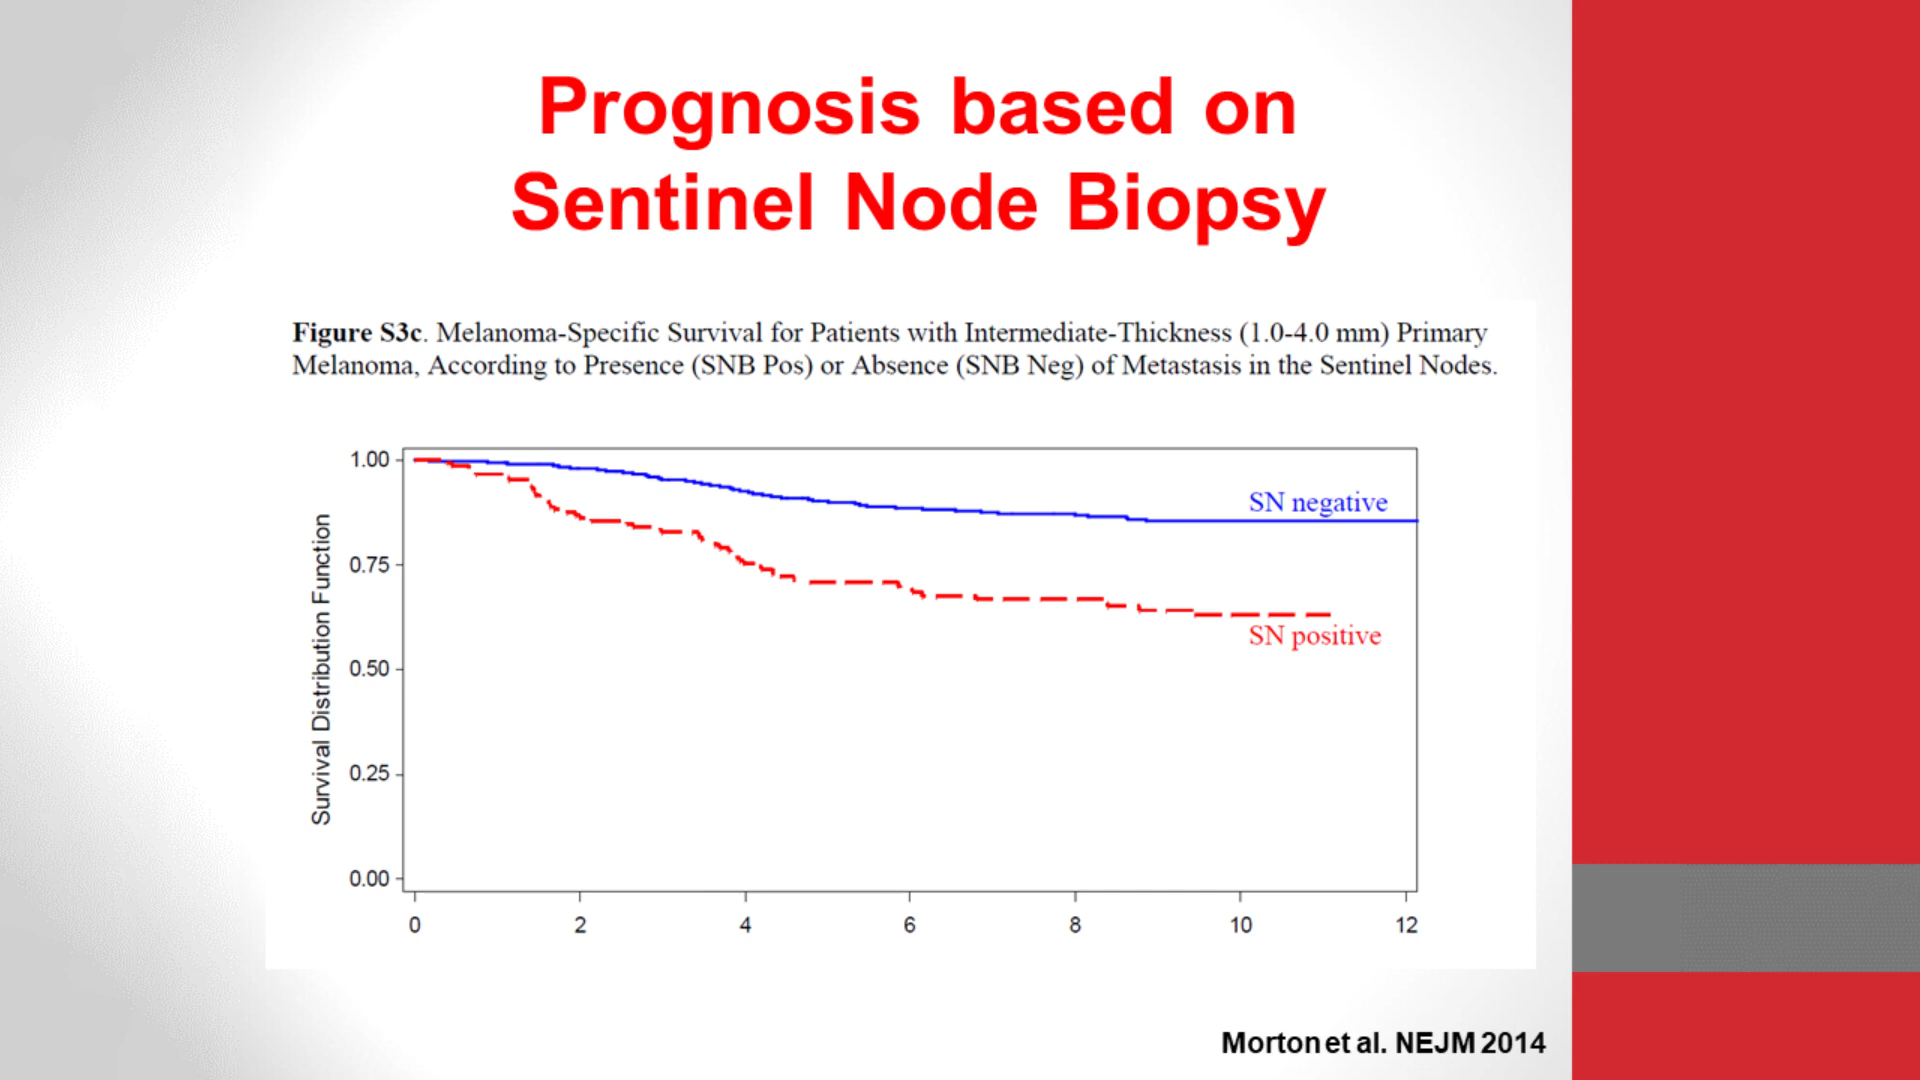 Prognosis based on
Sentinel Node Biopsy
Figure S3c. Melanoma-Specific Survival for Patients with Intermediate-Thickness (1.0-4.0 mm) Primary
Melanoma, According to Presence (SNB Pos) or Absence (SNB Neg) of Metastasis in the Sentinel Nodes.
Survival Distribution Function
1.00
0.75
0.50
0.25
0.00
SN negative
SN positive
0 2 4 6 8 10 12
Morton et al. NEJM 2014